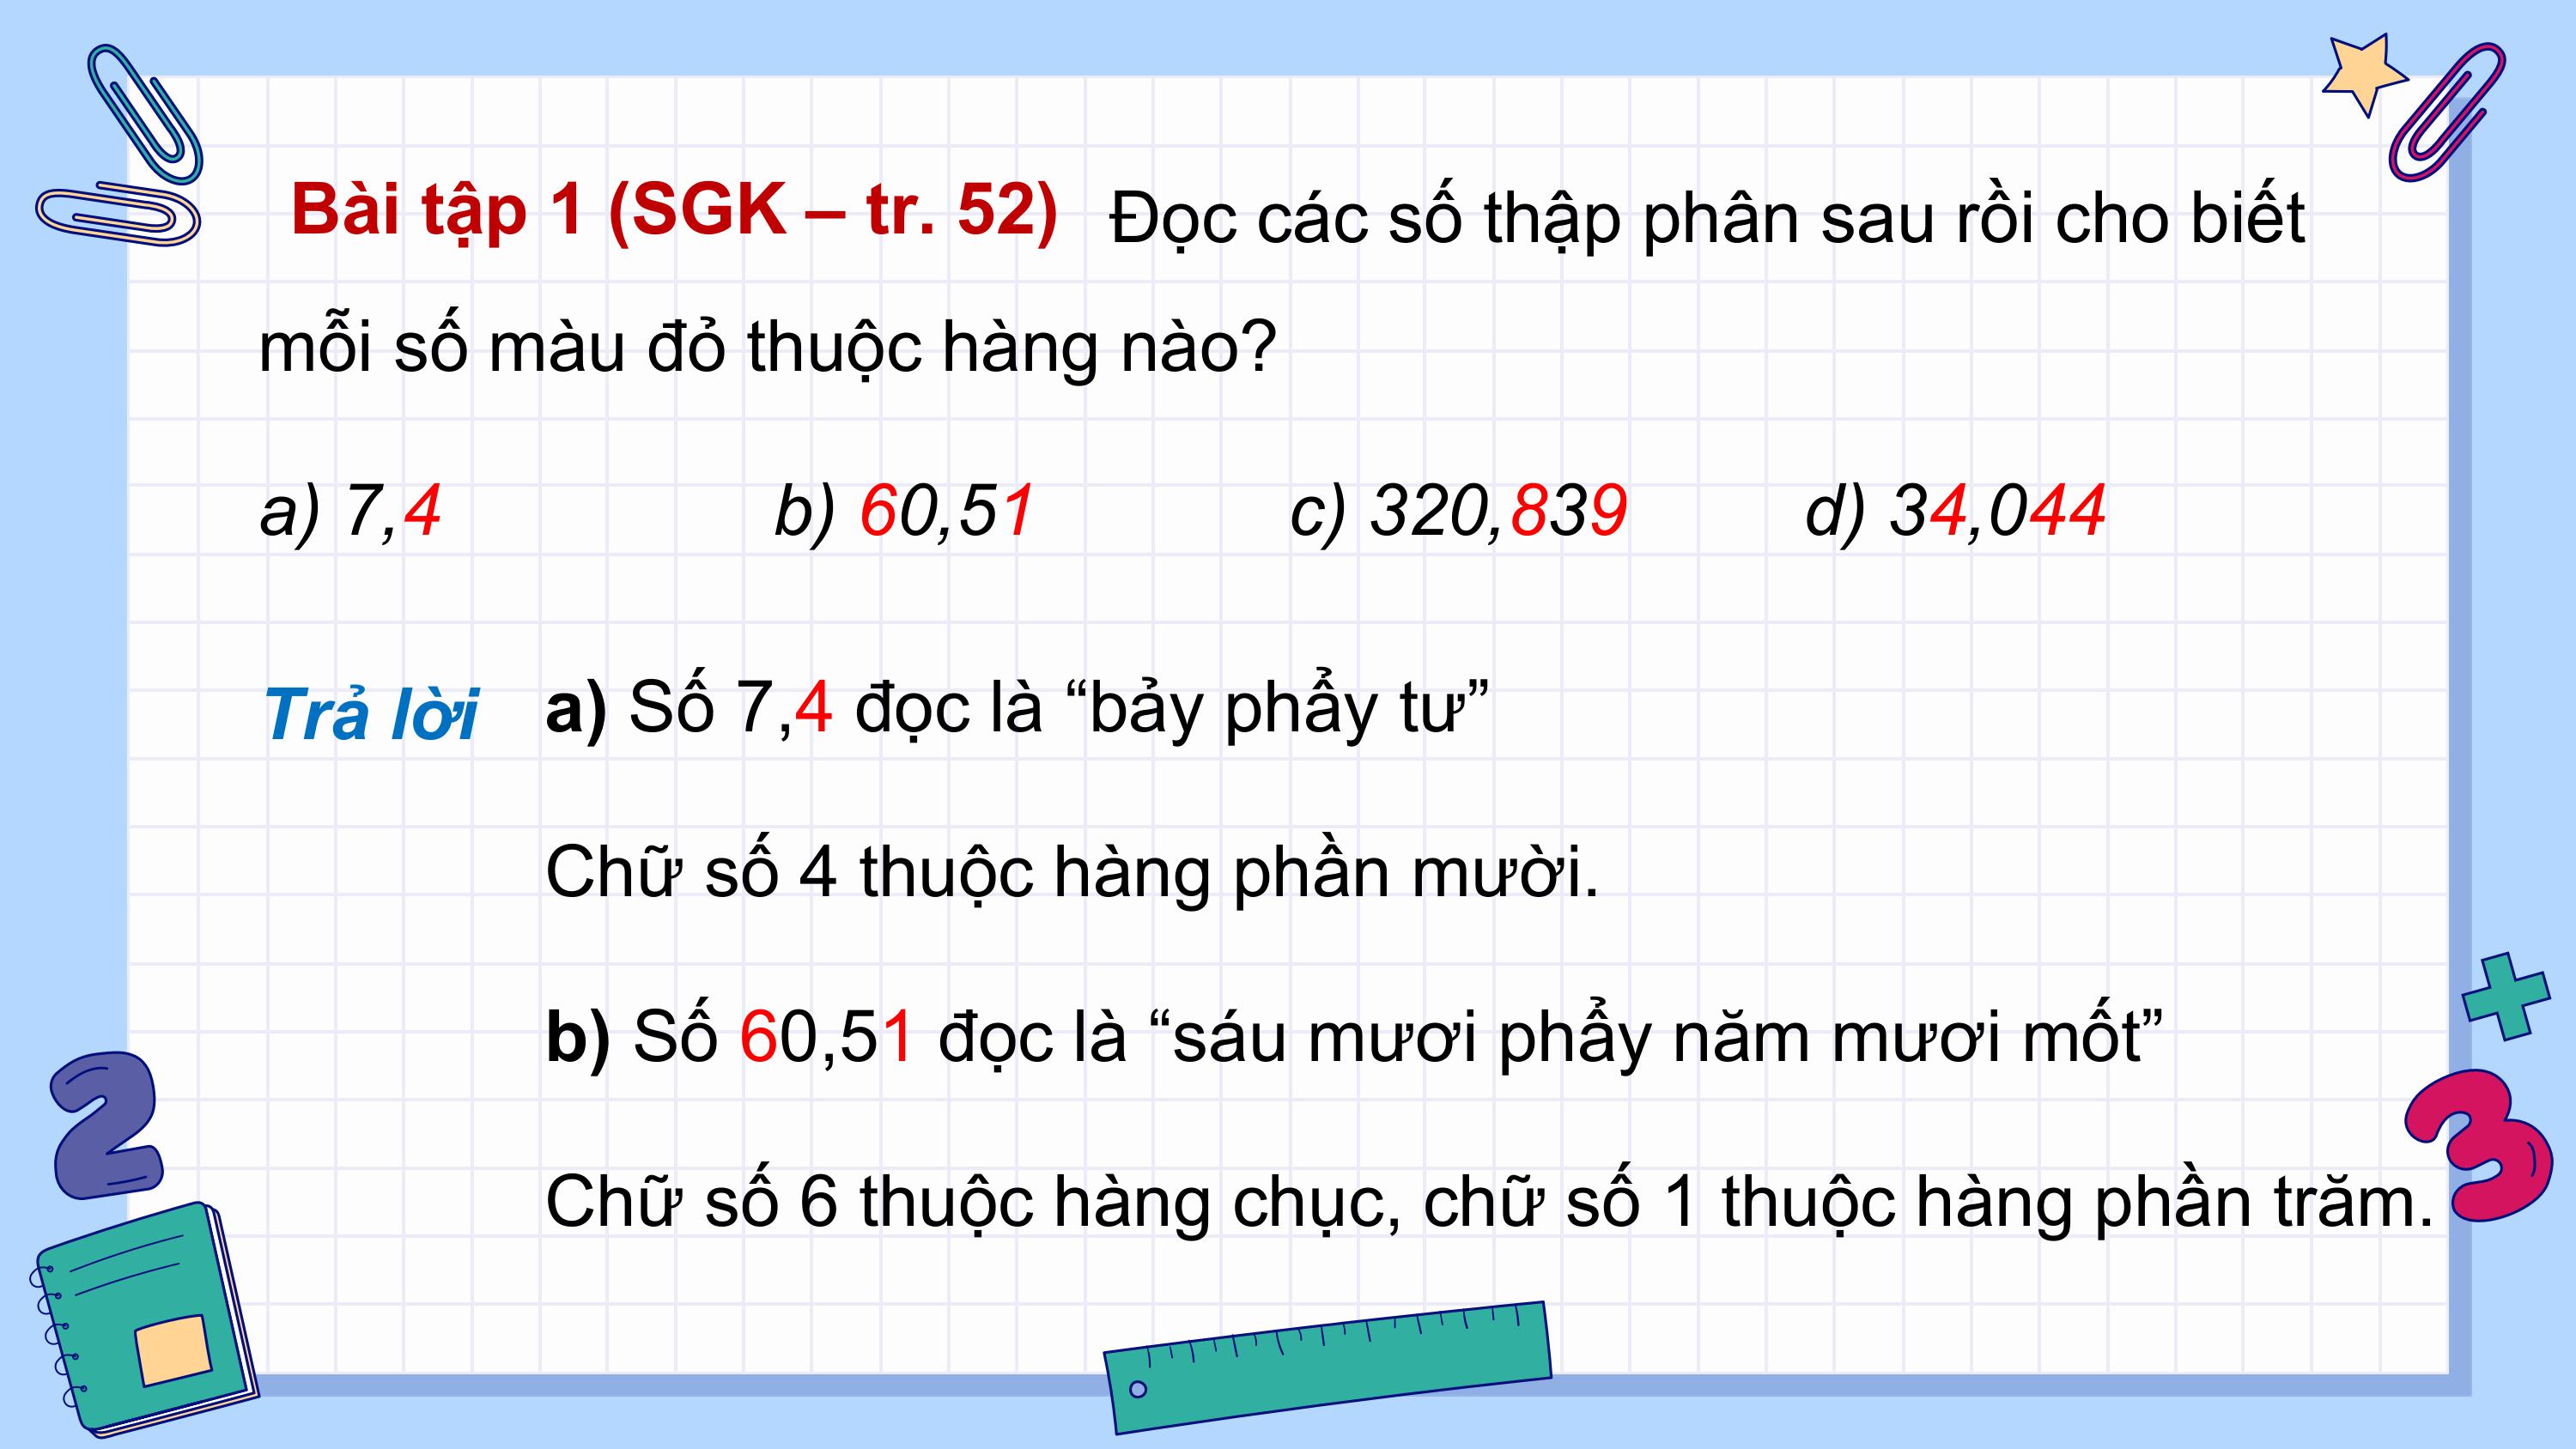 Bài tập 1 (SGK – tr. 52) Đọc các số thập phân sau rồi cho biết
mỗi số màu đỏ thuộc hàng nào?
a) 7,4 b) 60,51 c) 320,839 d) 34,044
Trả lời a) Số 7,4 đọc là “bảy phẩy tư”
Chữ số 4 thuộc hàng phần mười.
b) Số 60,51 đọc là “sáu mươi phẩy năm mươi mốt”
Chữ số 6 thuộc hàng chục, chữ số 1 thuộc hàng phần trăm.
2
3